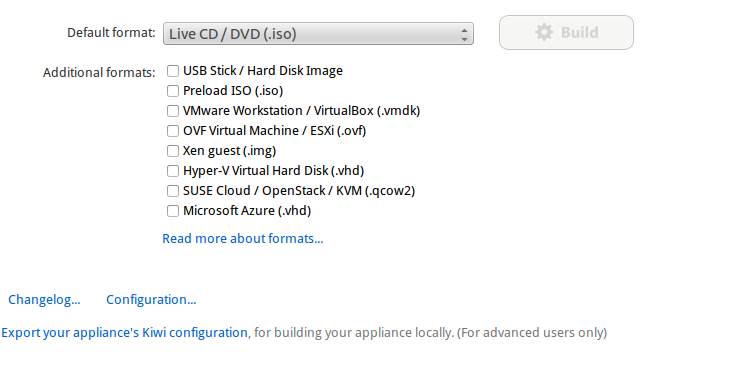 Default format: Live CD / DVD (.iso) Build
Additional formats: USB Stick / Hard Disk Image
Preload ISO (.iso)
VMware Workstation / VirtualBox (.vmdk)
OVF Virtual Machine / ESXi (.ovf)
Xen guest (.img)
Hyper-V Virtual Hard Disk (.vhd)
SUSE Cloud / OpenStack / KVM (.qcow2)
Microsoft Azure (.vhd)
Read more about formats...
Changelog... Configuration...
Export your appliance's Kiwi configuration, for building your appliance locally. (For advanced users only)